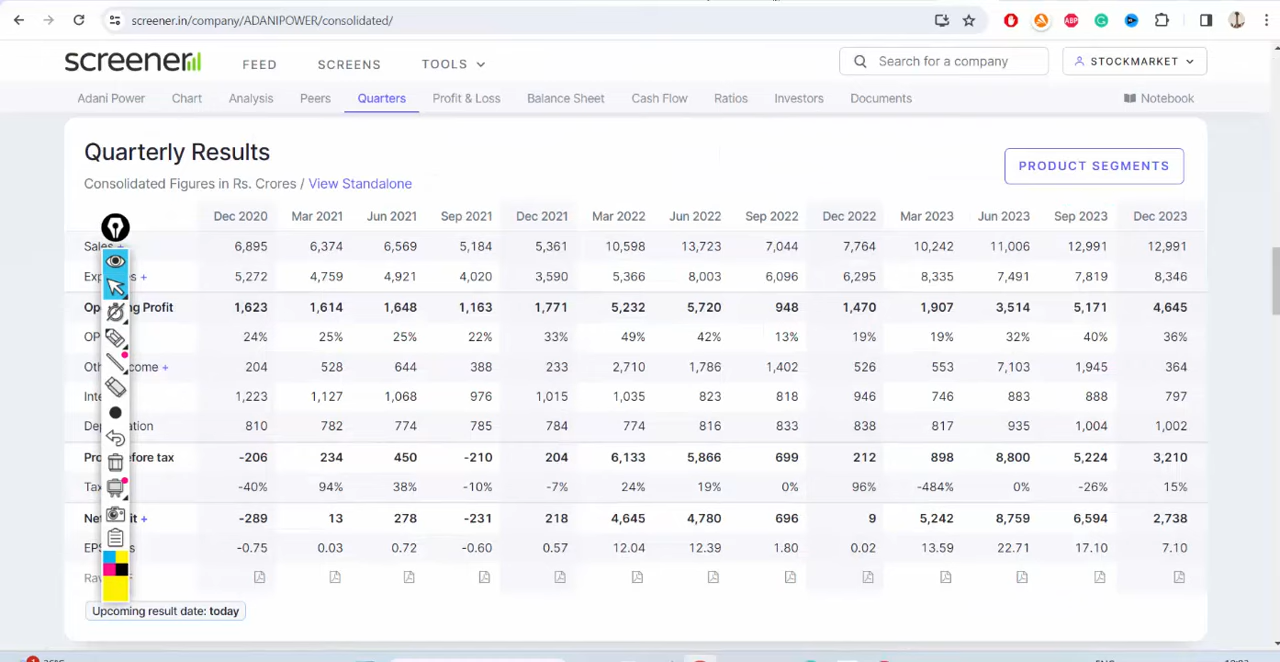 screener.in/company/ADANIPOWER/consolidated/
screener FEED SCREENS TOOLS Search for a company STOCKMARKET
Adani Power Chart Analysis Peers Quarters Profit & Loss Balance Sheet Cash Flow Ratios Investors Documents Notebook
Quarterly Results
PRODUCT SEGMENTS
Consolidated Figures in Rs. Crores / View Standalone
Dec 2020 Mar 2021 Jun 2021 Sep 2021 Dec 2021 Mar 2022 Jun 2022 Sep 2022 Dec 2022 Mar 2023 Jun 2023 Sep 2023 Dec 2023
Sales + 6,895 6,374 6,569 5,184 5,361 10,598 13,723 7,044 7,764 10,242 11,006 12,991 12,991
+ 5,272 4,759 4,921 4,020 3,590 5,366 8,003 6,096 6,295 8,335 7,491 7,819 8,346
Profit 1,623 1,614 1,648 1,163 1,771 5,232 5,720 948 1,470 1,907 3,514 5,171 4,645
24% 25% 25% 22% 33% 49% 42% 13% 19% 19% 32% 40% 36%
+ 204 528 644 388 233 2,710 1,786 1,402 526 553 7,103 1,945 364
1,223 1,127 1,068 976 1,015 1,035 823 818 946 746 883 888 797
810 782 774 785 784 774 816 833 838 817 935 1,004 1,002
tax -206 234 450 -210 204 6,133 5,866 699 212 898 8,800 5,224 3,210
Tax -40% 94% 38% -10% -7% 24% 19% 0% 96% -484% 0% -26% 15%
Net + -289 13 278 -231 218 4,645 4,780 696 9 5,242 8,759 6,594 2,738
EPS -0.75 0.03 0.72 -0.60 0.57 12.04 12.39 1.80 0.02 13.59 22.71 17.10 7.10
Upcoming result date: today